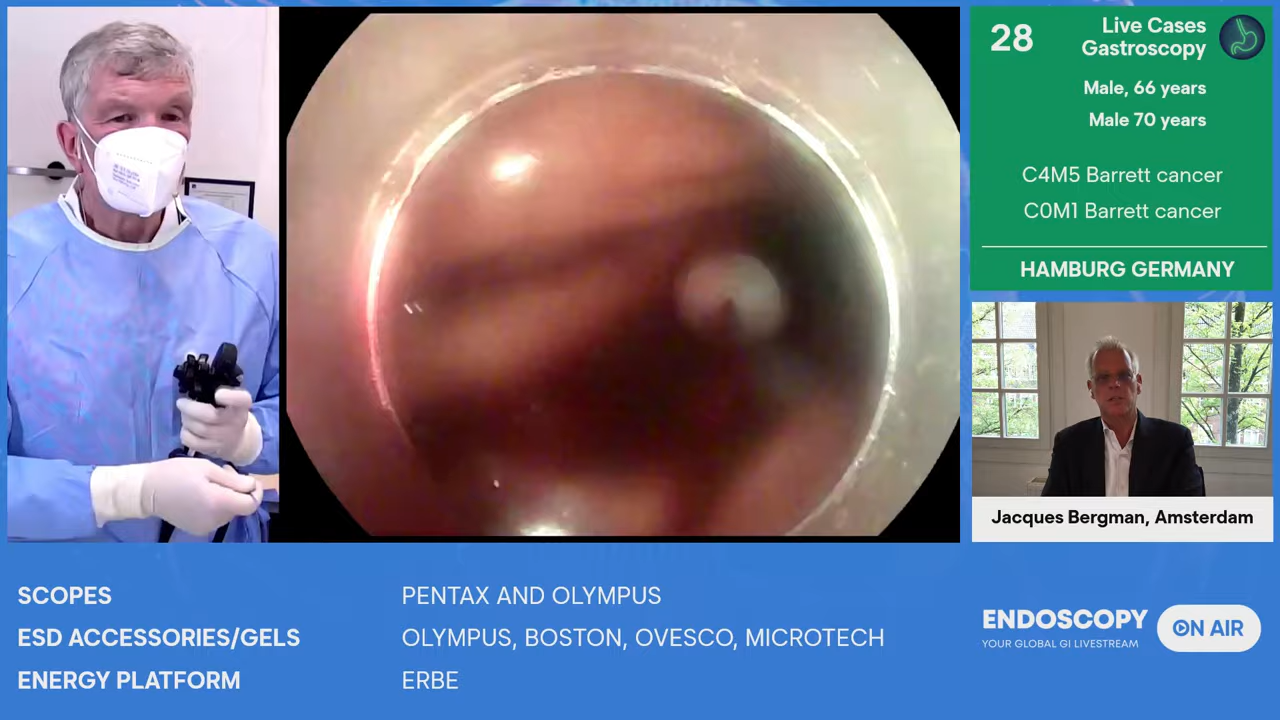 28
Live Cases
Gastroscopy
Male, 66 years
Male 70 years
C4M5 Barrett cancer
C0M1 Barrett cancer
HAMBURG GERMANY
Jacques Bergman, Amsterdam
SCOPES PENTAX AND OLYMPUS
ESD ACCESSORIES/GELS OLYMPUS, BOSTON, OVESCO, MICROTECH
ENERGY PLATFORM ERBE
ENDOSCOPY
YOUR GLOBAL GI LIVESTREAM
ON AIR